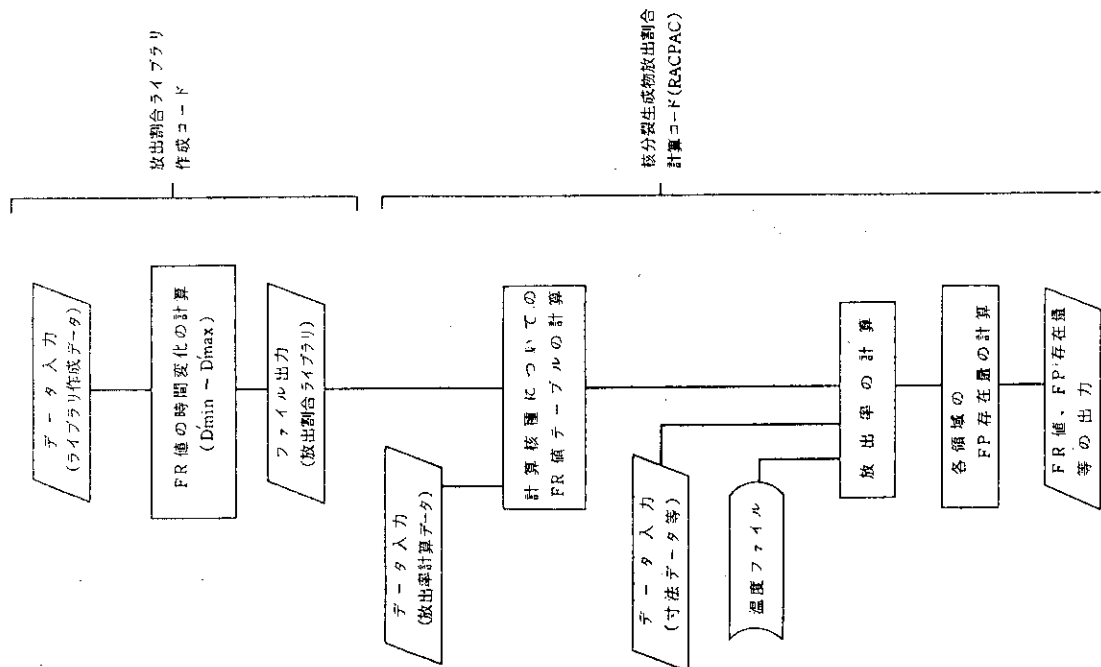 放出割合ライブラリ
作成コード
核分裂生成物放出割合
計算コード(RACPAC)
データ入力
(ライブラリ作成データ)
FR値の時間変化の計算
( D'min ~ D'max )
ファイル出力
(放出割合ライブラリ)
データ入力
(放出率計算データ)
計算核種についての
FR値テーブルの計算
データ入力
(寸法データ等)
温度ファイル
放出率の計算
各領域の
FP存在量の計算
FR値、FP存在量
等の出力